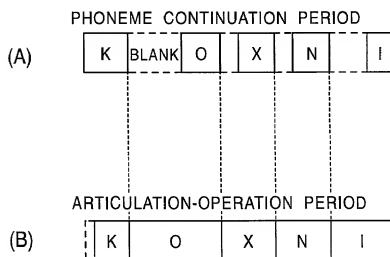 PHONEME CONTINUATION PERIOD
(A) K BLANK O X N I
ARTICULATION-OPERATION PERIOD
(B) K O X N I